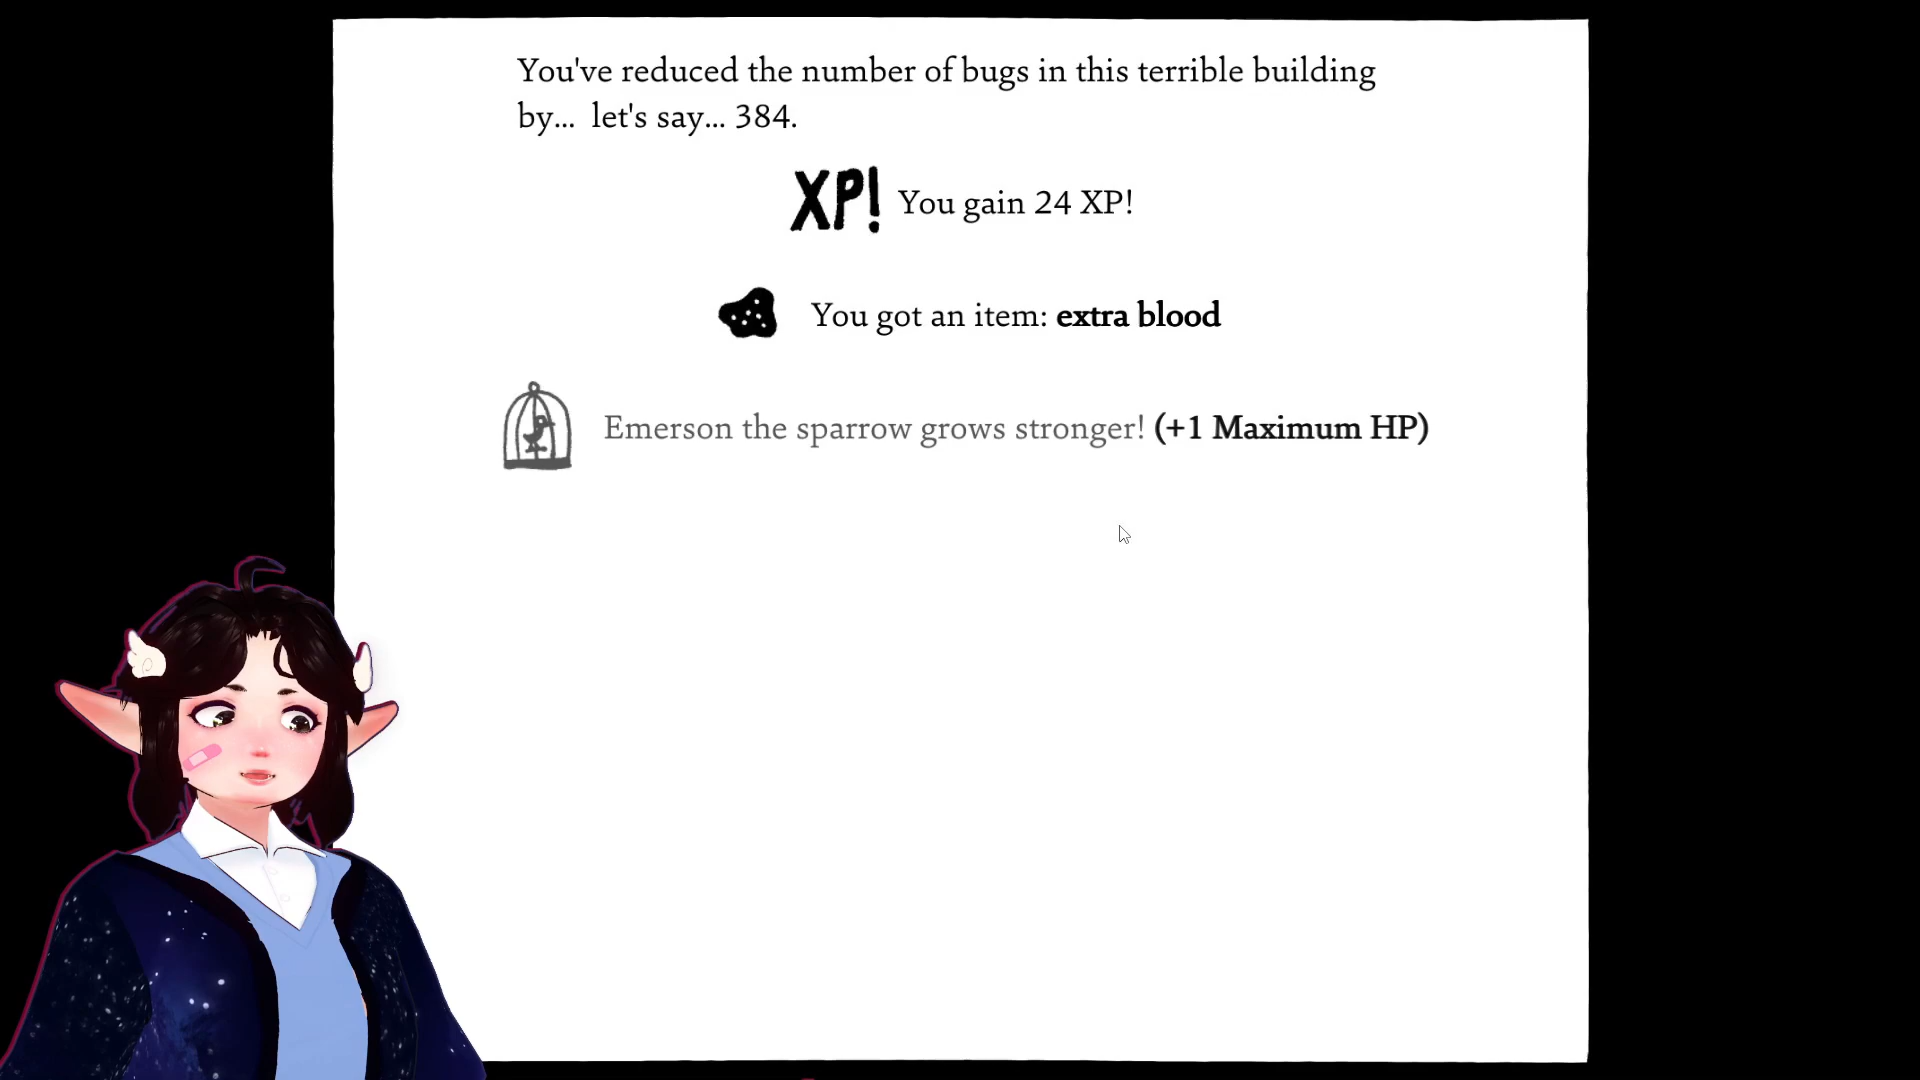 You've reduced the number of bugs in this terrible building
by... let's say... 384.
XP! You gain 24 XP!
You got an item: extra blood
Emerson the sparrow grows stronger! (+1 Maximum HP)